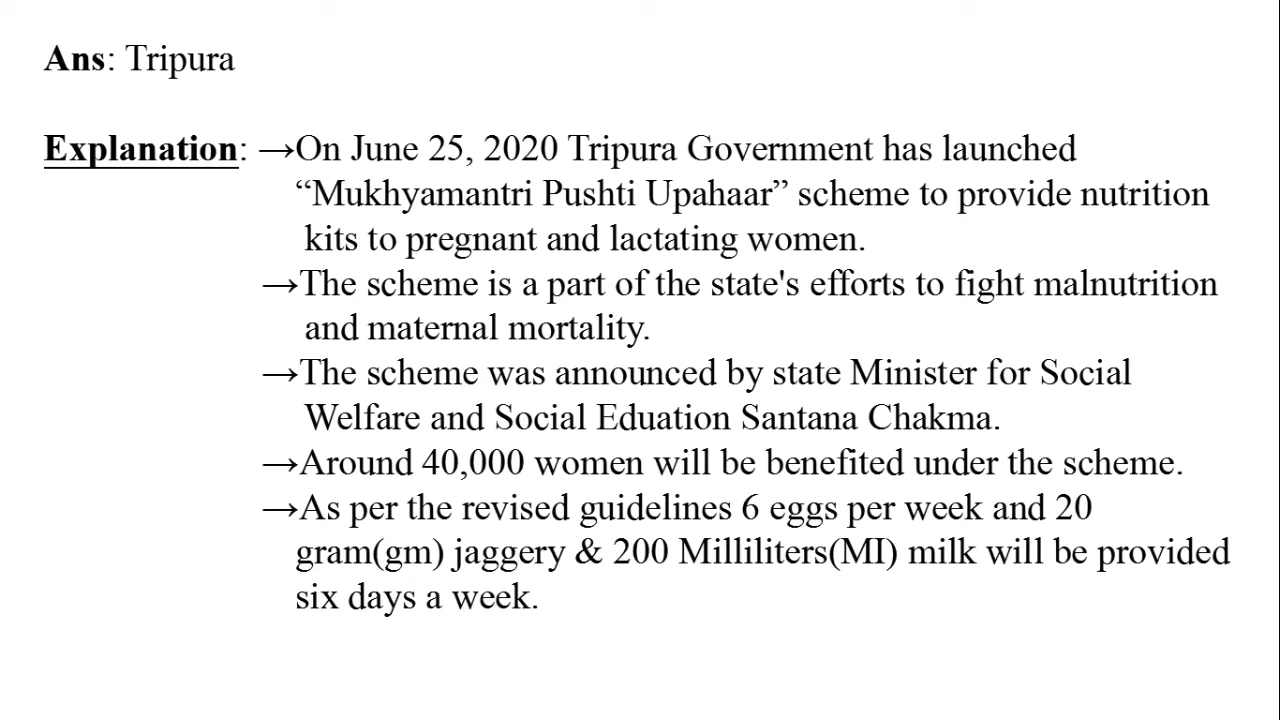 Ans: Tripura
Explanation: →On June 25, 2020 Tripura Government has launched
“Mukhyamantri Pushti Upahaar” scheme to provide nutrition
kits to pregnant and lactating women.
→The scheme is a part of the state's efforts to fight malnutrition
and maternal mortality.
→The scheme was announced by state Minister for Social
Welfare and Social Eduation Santana Chakma.
→Around 40,000 women will be benefited under the scheme.
→As per the revised guidelines 6 eggs per week and 20
gram(gm) jaggery & 200 Milliliters(MI) milk will be provided
six days a week.